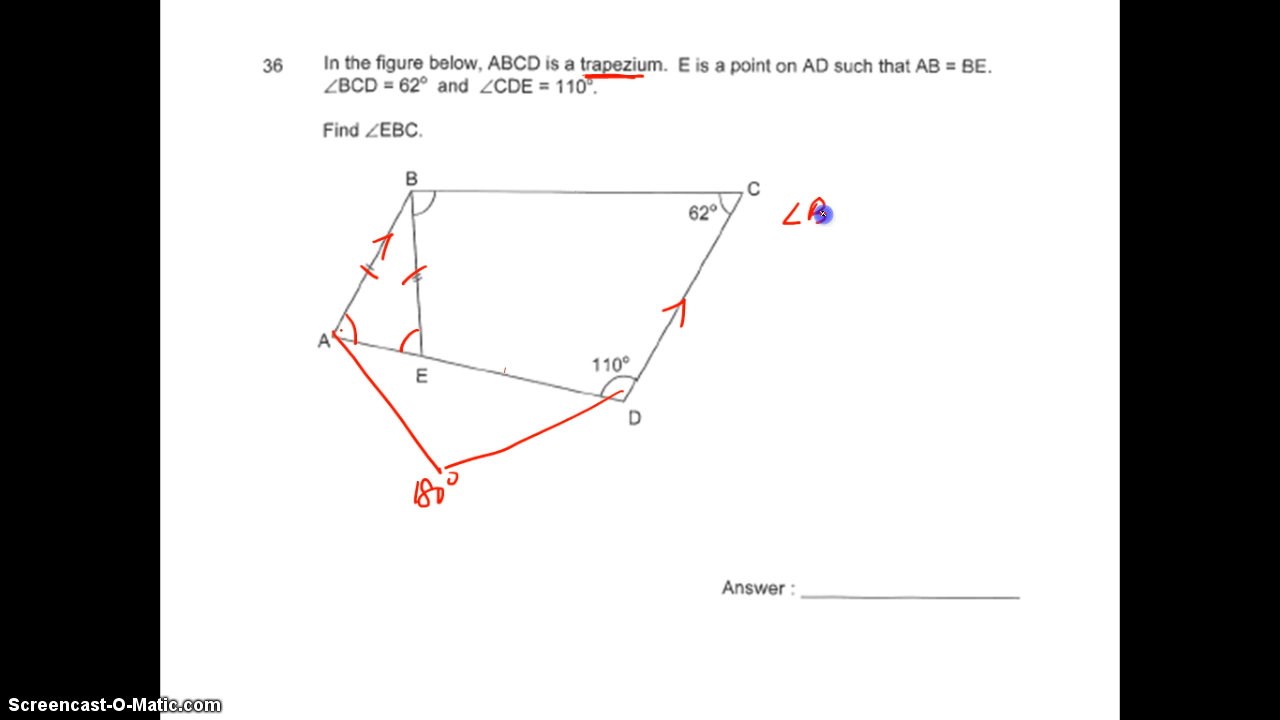 36 In the figure below, ABCD is a trapezium. E is a point on AD such that AB = BE.
∠BCD = 62° and ∠CDE = 110°.
Find ∠EBC.
B
C
62°
∠B
A
E
110°
D
180°
Answer : ____________________
Screencast-O-Matic.com